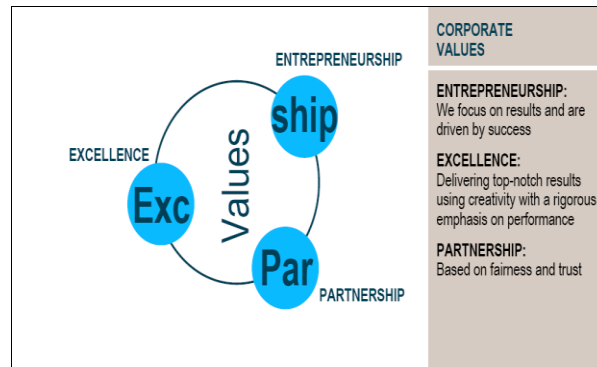 ENTREPRENEURSHIP
ship
EXCELLENCE
Exc
Values
Par
PARTNERSHIP
CORPORATE
VALUES
ENTREPRENEURSHIP:
We focus on results and are
driven by success
EXCELLENCE:
Delivering top-notch results
using creativity with a rigorous
emphasis on performance
PARTNERSHIP:
Based on fairness and trust